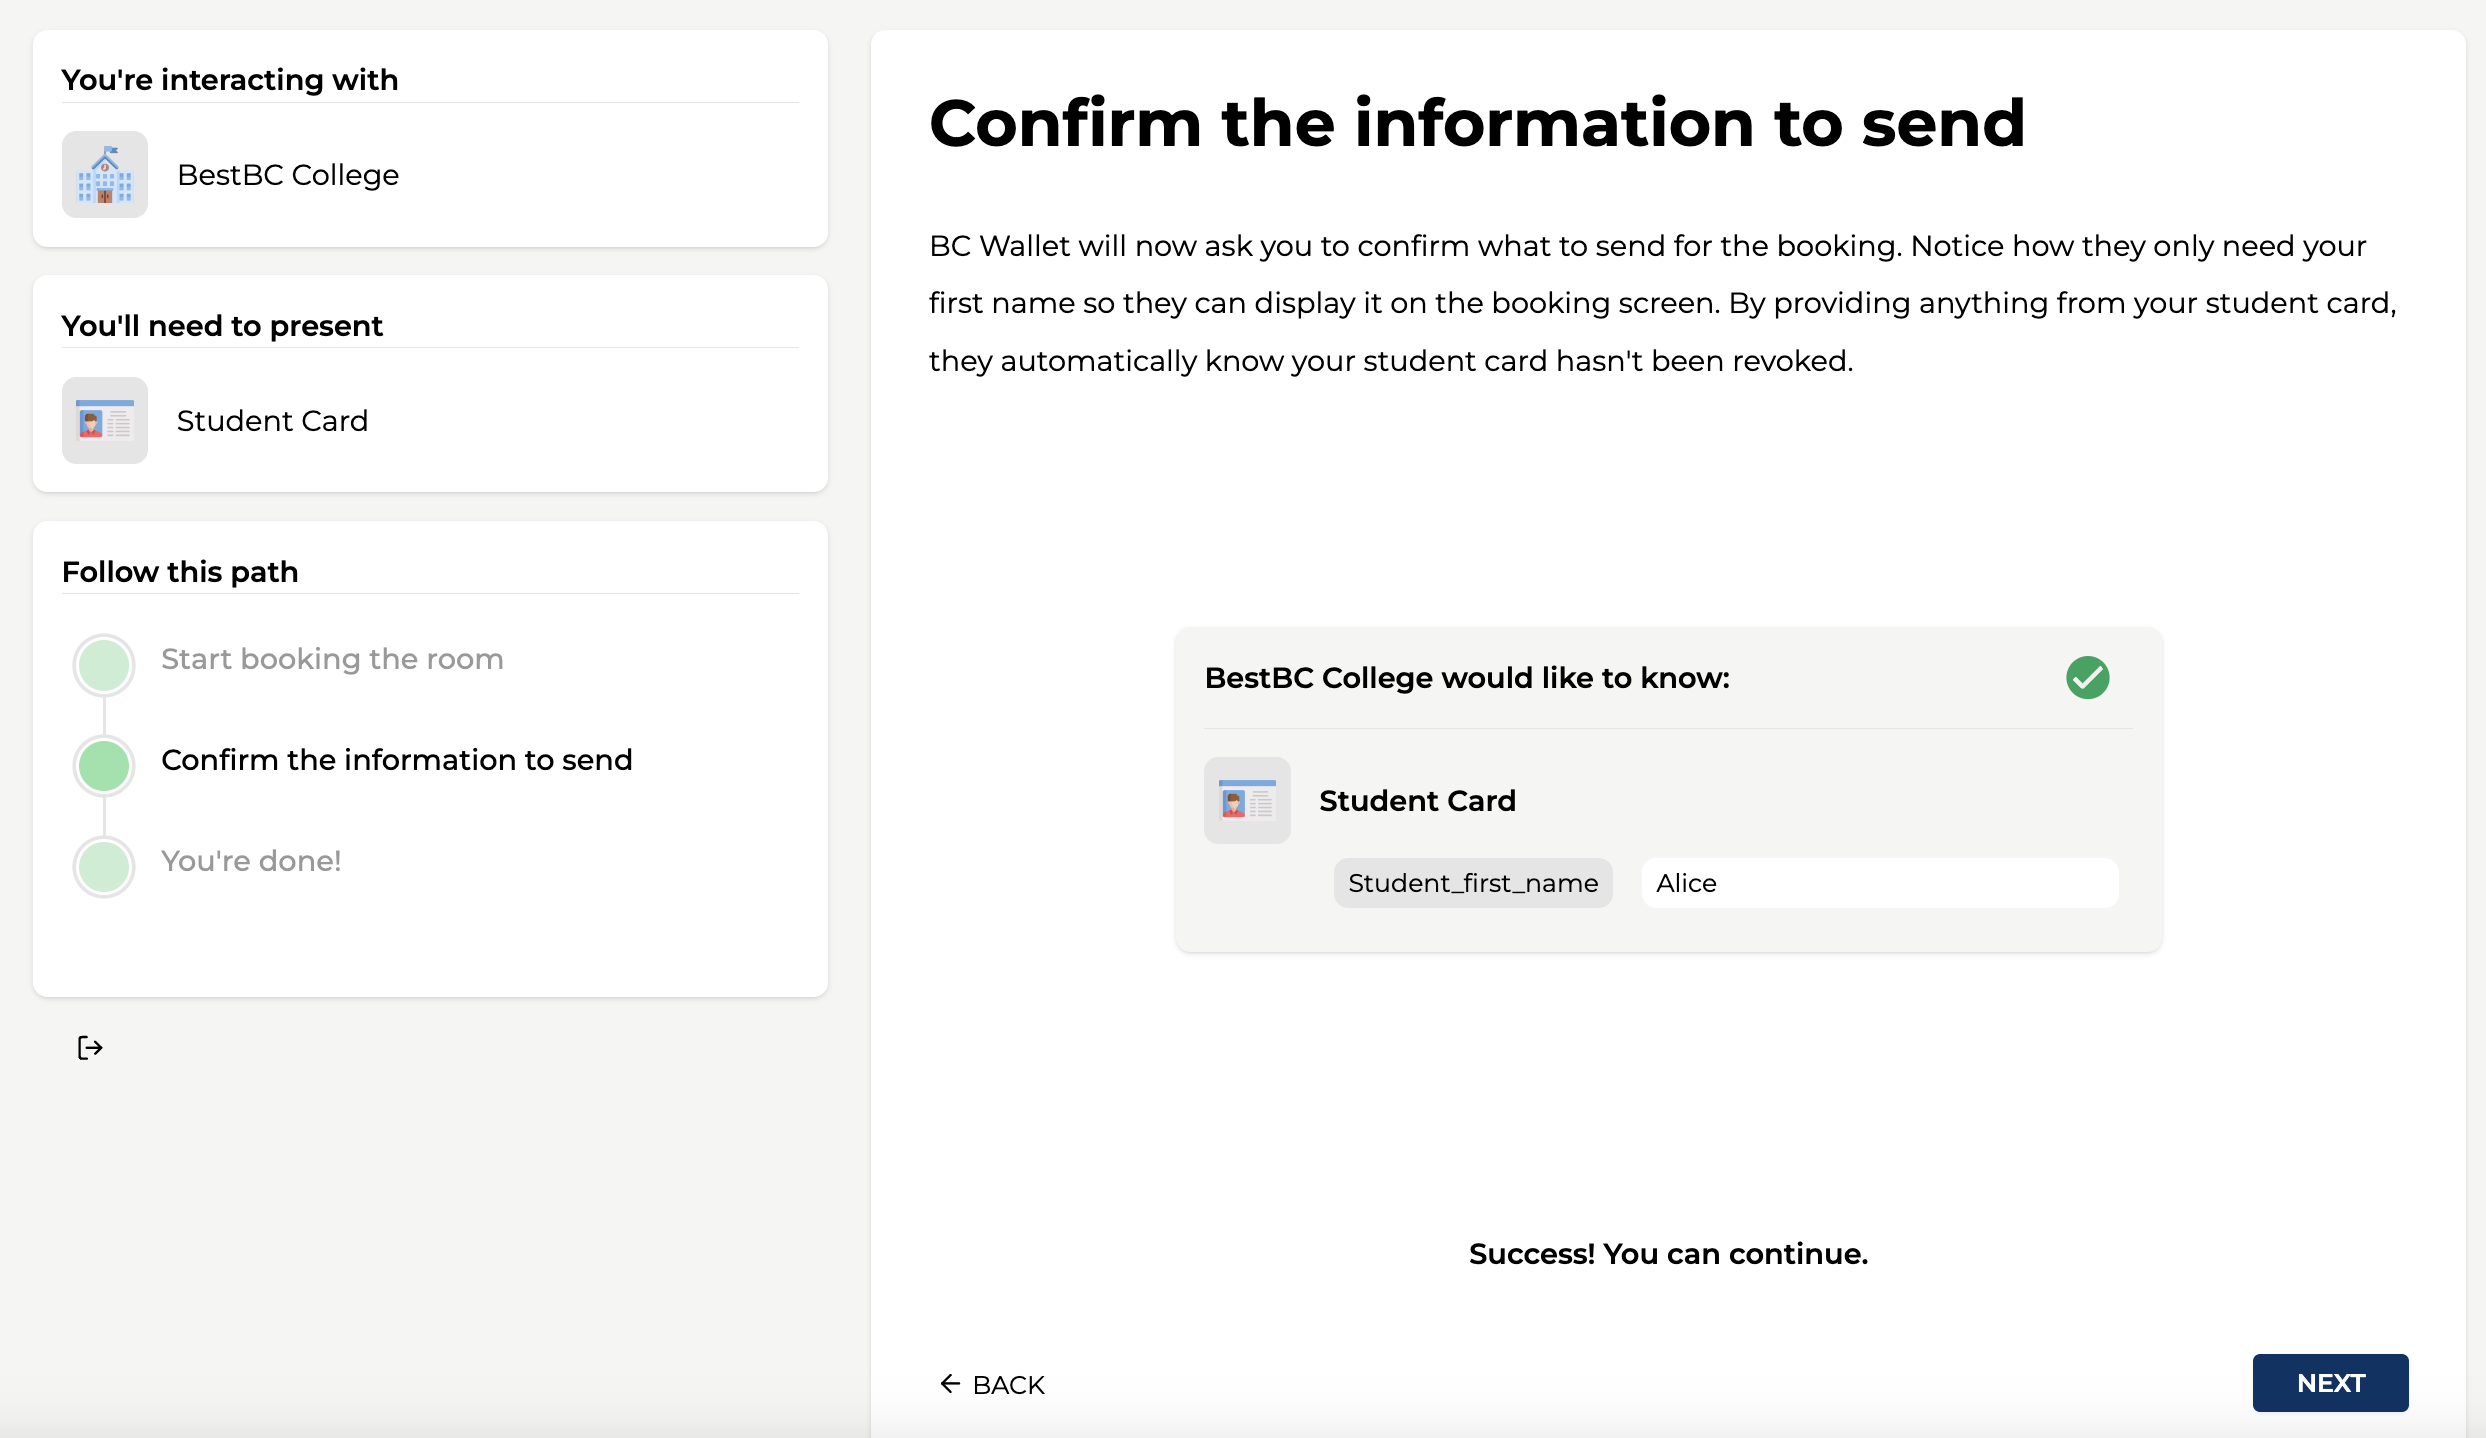 You're interacting with
BestBC College
You'll need to present
Student Card
Follow this path
Start booking the room
Confirm the information to send
You're done!
Confirm the information to send
BC Wallet will now ask you to confirm what to send for the booking. Notice how they only need your
first name so they can display it on the booking screen. By providing anything from your student card,
they automatically know your student card hasn't been revoked.
BestBC College would like to know:
Student Card
Student_first_name Alice
Success! You can continue.
BACK
NEXT